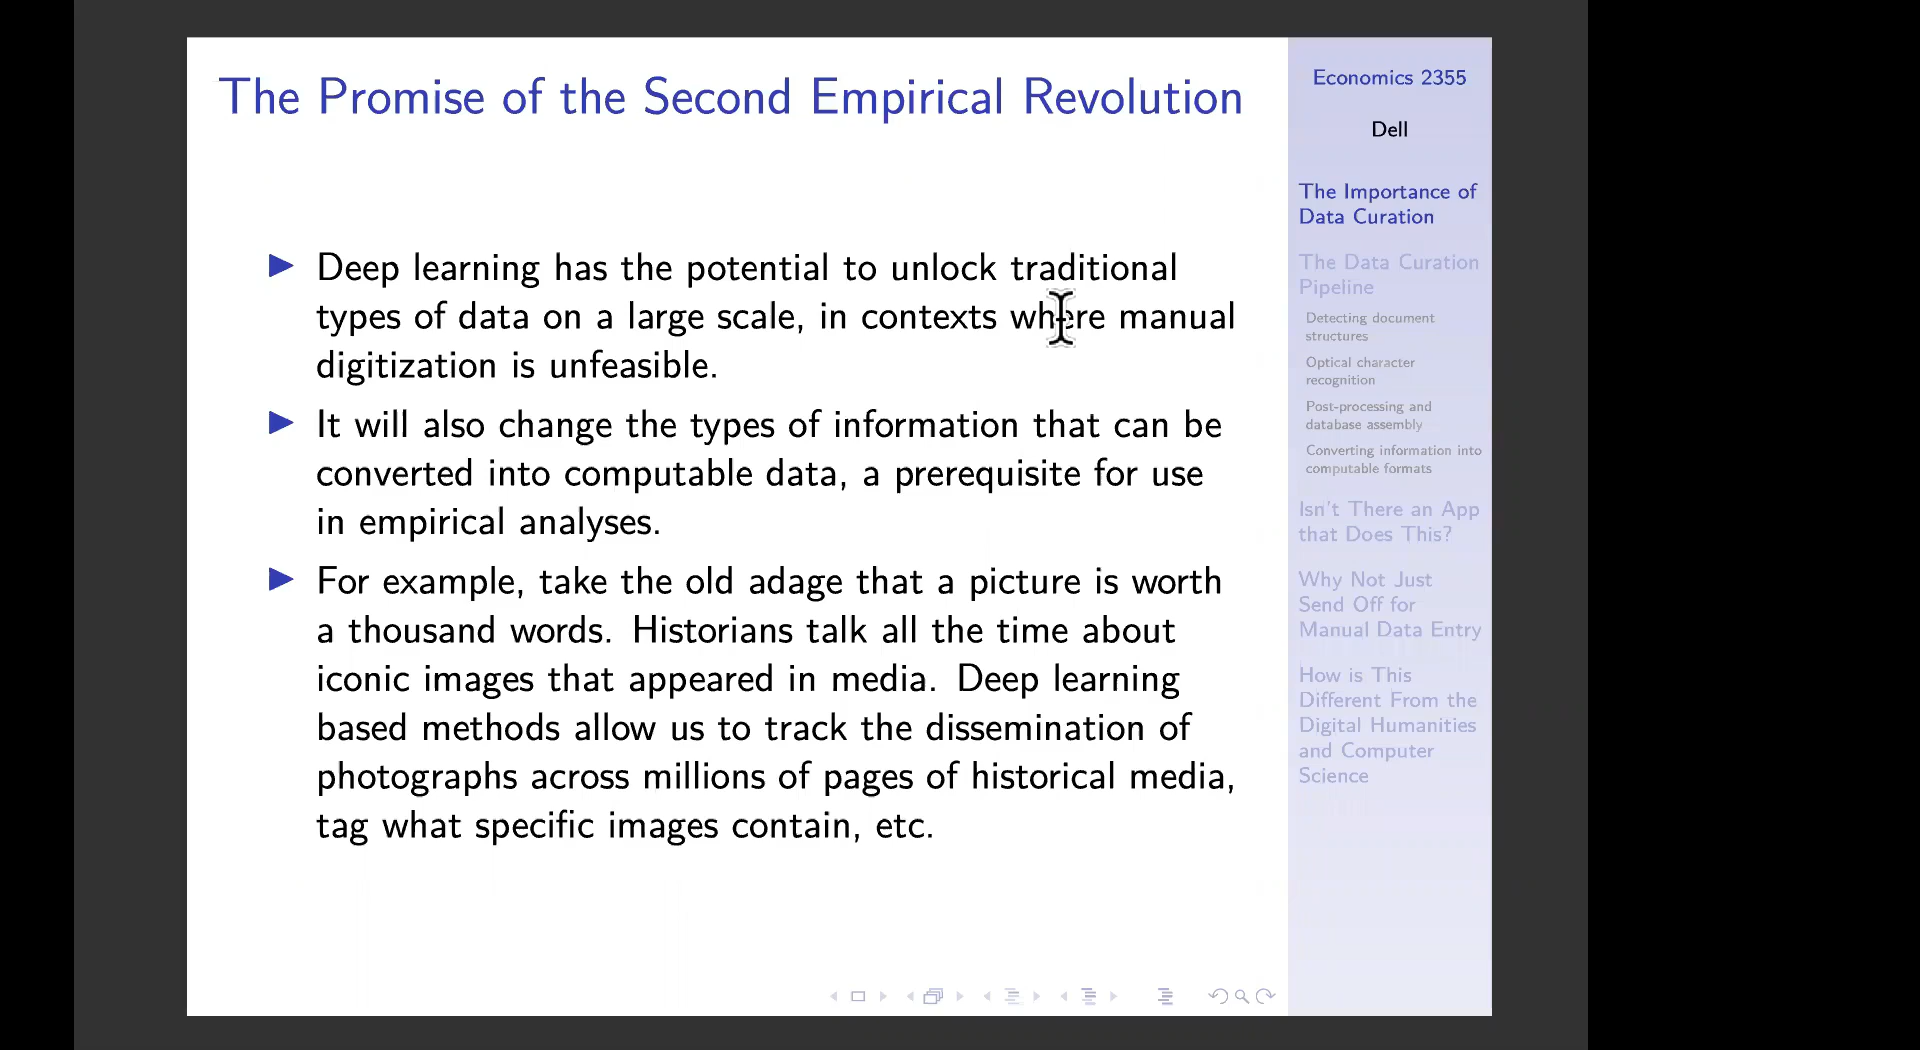 The Promise of the Second Empirical Revolution
Deep learning has the potential to unlock traditional
types of data on a large scale, in contexts where manual
digitization is unfeasible.
It will also change the types of information that can be
converted into computable data, a prerequisite for use
in empirical analyses.
For example, take the old adage that a picture is worth
a thousand words. Historians talk all the time about
iconic images that appeared in media. Deep learning
based methods allow us to track the dissemination of
photographs across millions of pages of historical media,
tag what specific images contain, etc.
Economics 2355
Dell
The Importance of
Data Curation
The Data Curation
Pipeline
Detecting document
structures
Optical character
recognition
Post-processing and
database assembly
Converting information into
computable formats
Isn't There an App
that Does This?
Why Not Just
Send Off for
Manual Data Entry
How is This
Different From the
Digital Humanities
and Computer
Science